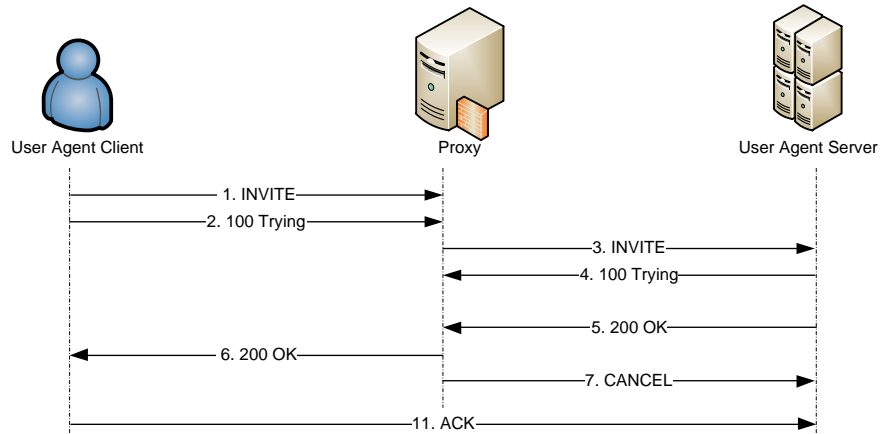 User Agent Client
Proxy
User Agent Server
1. INVITE
2. 100 Trying
3. INVITE
4. 100 Trying
5. 200 OK
6. 200 OK
7. CANCEL
11. ACK